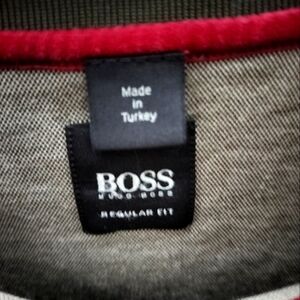 Made
in
Turkey
BOSS
HUGO BOSS
REGULAR FIT